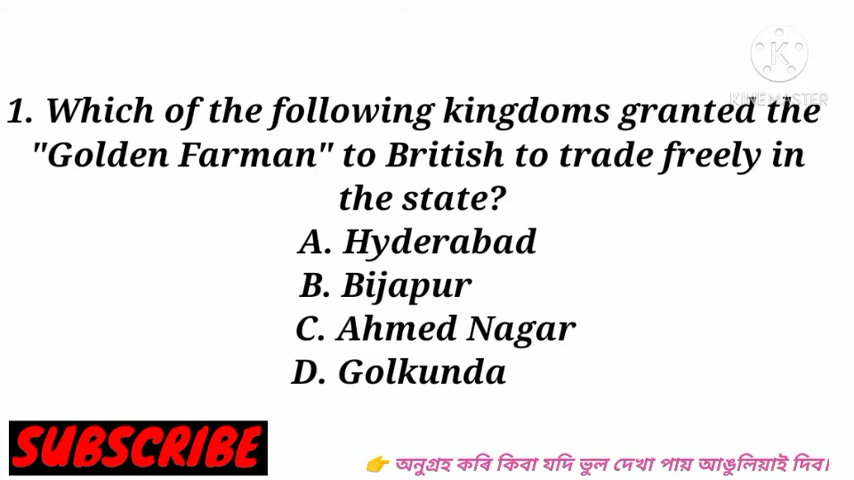 KINEMASTER
1. Which of the following kingdoms granted the
"Golden Farman" to British to trade freely in
the state?
A. Hyderabad
B. Bijapur
C. Ahmed Nagar
D. Golkunda
SUBSCRIBE
👉 অনুগ্ৰহ কৰি কিবা যদি ভুল দেখা পায় আঙুলিয়াই দিব।